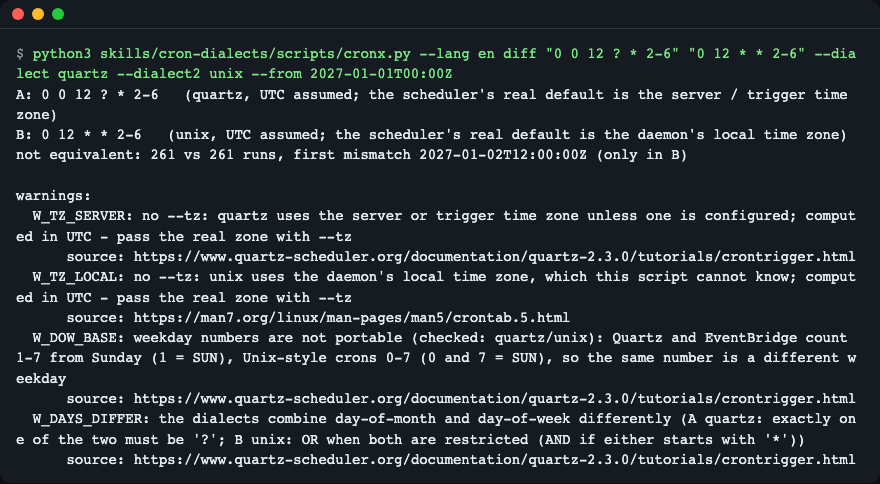 $ python3 skills/cron-dialects/scripts/cronx.py --lang en diff "0 0 12 ? * 2-6" "0 12 * * 2-6" --dia
lect quartz --dialect2 unix --from 2027-01-01T00:00Z
A: 0 0 12 ? * 2-6   (quartz, UTC assumed; the scheduler's real default is the server / trigger time
zone)
B: 0 12 * * 2-6   (unix, UTC assumed; the scheduler's real default is the daemon's local time zone)
not equivalent: 261 vs 261 runs, first mismatch 2027-01-02T12:00:00Z (only in B)

warnings:
  W_TZ_SERVER: no --tz: quartz uses the server or trigger time zone unless one is configured; comput
ed in UTC - pass the real zone with --tz
      source: https://www.quartz-scheduler.org/documentation/quartz-2.3.0/tutorials/crontrigger.html
  W_TZ_LOCAL: no --tz: unix uses the daemon's local time zone, which this script cannot know; comput
ed in UTC - pass the real zone with --tz
      source: https://man7.org/linux/man-pages/man5/crontab.5.html
  W_DOW_BASE: weekday numbers are not portable (checked: quartz/unix): Quartz and EventBridge count
1-7 from Sunday (1 = SUN), Unix-style crons 0-7 (0 and 7 = SUN), so the same number is a different w
eekday
      source: https://www.quartz-scheduler.org/documentation/quartz-2.3.0/tutorials/crontrigger.html
  W_DAYS_DIFFER: the dialects combine day-of-month and day-of-week differently (A quartz: exactly on
e of the two must be '?'; B unix: OR when both are restricted (AND if either starts with '*'))
      source: https://www.quartz-scheduler.org/documentation/quartz-2.3.0/tutorials/crontrigger.html